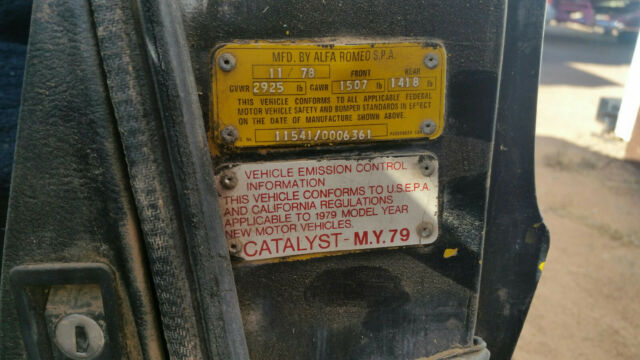 MFD. BY ALFA ROMEO S.P.A.
11/78 FRONT REAR
GVWR 2925 lb GAWR 1507 lb 1418 lb
THIS VEHICLE CONFORMS TO ALL APPLICABLE FEDERAL
MOTOR VEHICLE SAFETY AND BUMPER STANDARDS IN EFFECT
ON THE DATE OF MANUFACTURE SHOWN ABOVE.
No. 11541/0006361 PASSENGER CAR
VEHICLE EMISSION CONTROL
INFORMATION
THIS VEHICLE CONFORMS TO U.S.E.P.A.
AND CALIFORNIA REGULATIONS
APPLICABLE TO 1979 MODEL YEAR
NEW MOTOR VEHICLES.
CATALYST - M.Y.79